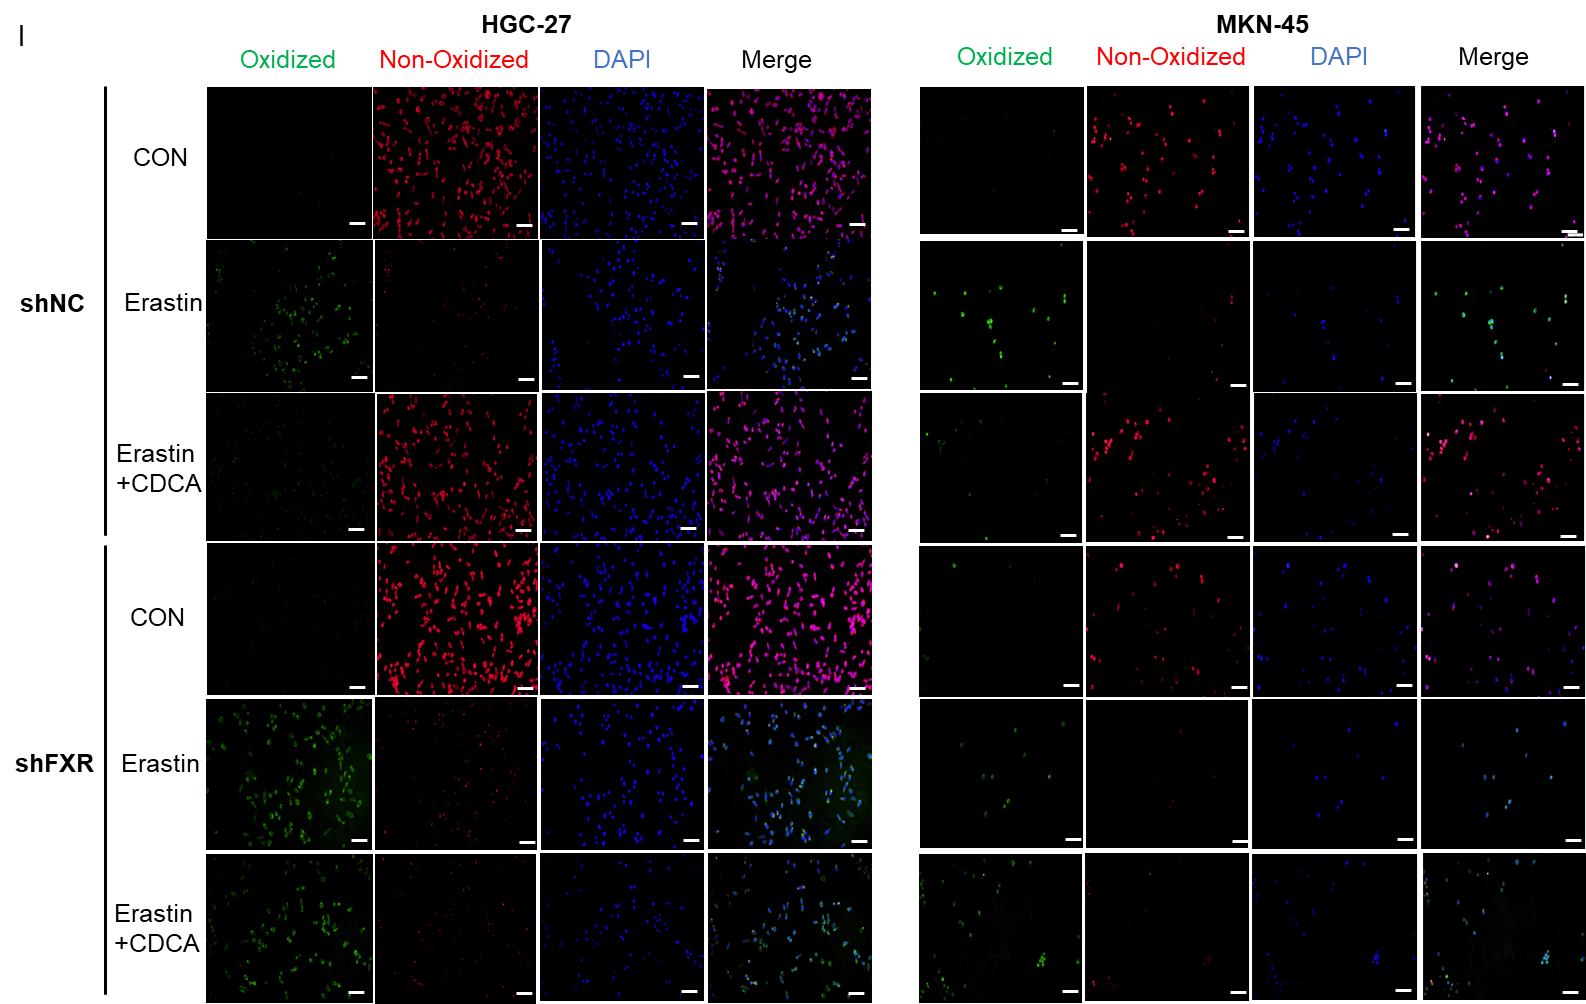 I
HGC-27
MKN-45
Oxidized Non-Oxidized DAPI Merge
Oxidized Non-Oxidized DAPI Merge
CON
shNC
Erastin
Erastin
+CDCA
CON
shFXR
Erastin
Erastin
+CDCA